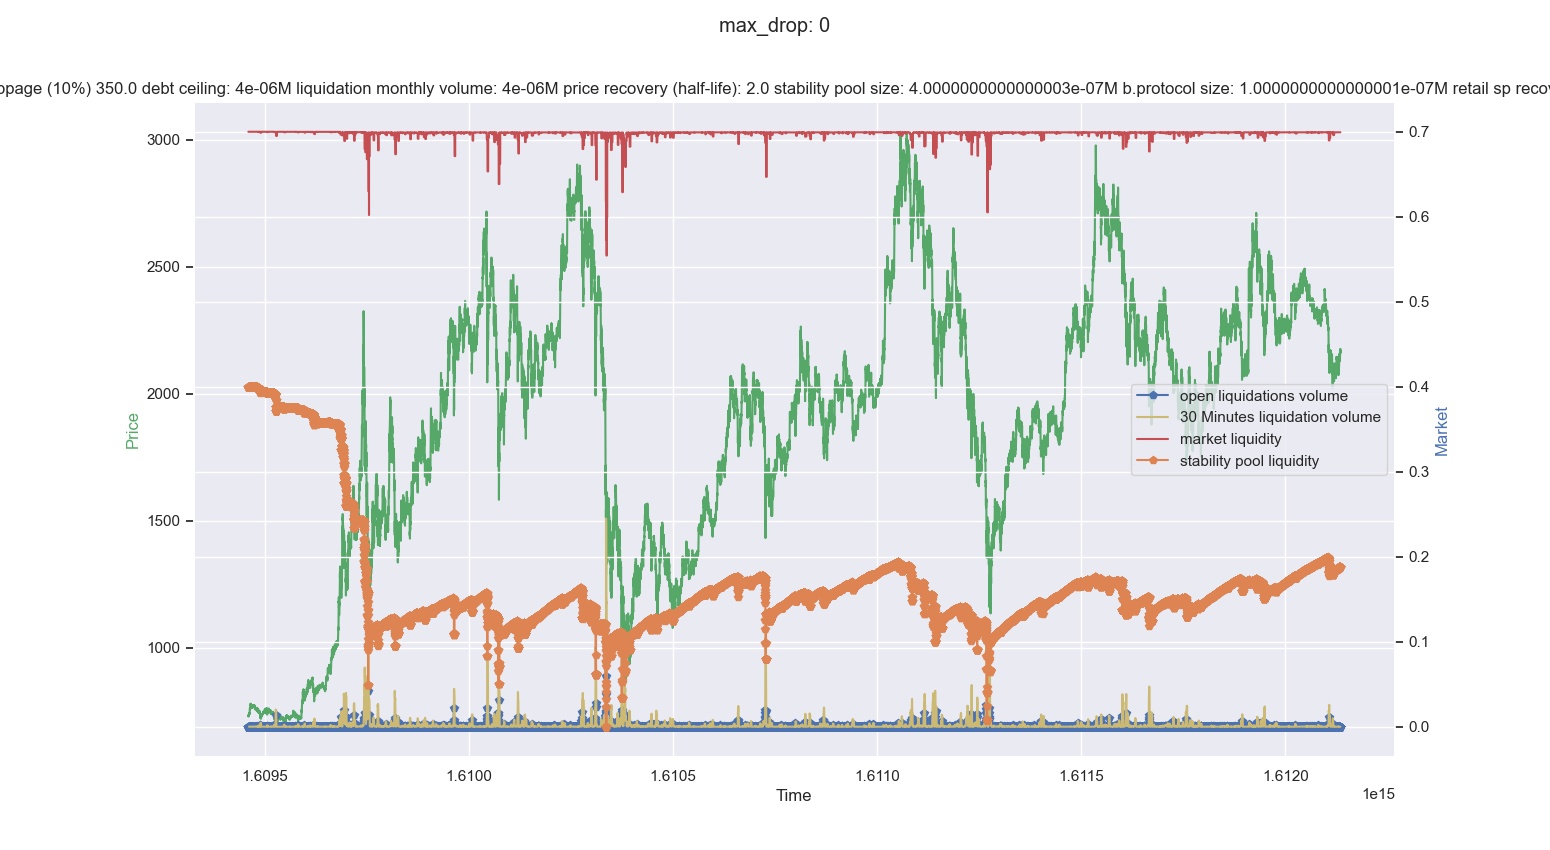 max_drop: 0
(10%) 350.0 debt ceiling: 4e-06M liquidation monthly volume: 4e-06M price recovery (half-life): 2.0 stability pool size: 4.0000000000000003e-07M b.protocol size: 1.0000000000000001e-07M retail sp
3000
2500
2000
1500
1000
Price
0.7
0.6
0.5
0.4
0.3
0.2
0.1
0.0
Market
open liquidations volume
30 Minutes liquidation volume
market liquidity
stability pool liquidity
1.6095 1.6100 1.6105 1.6110 1.6115 1.6120
Time
1e15